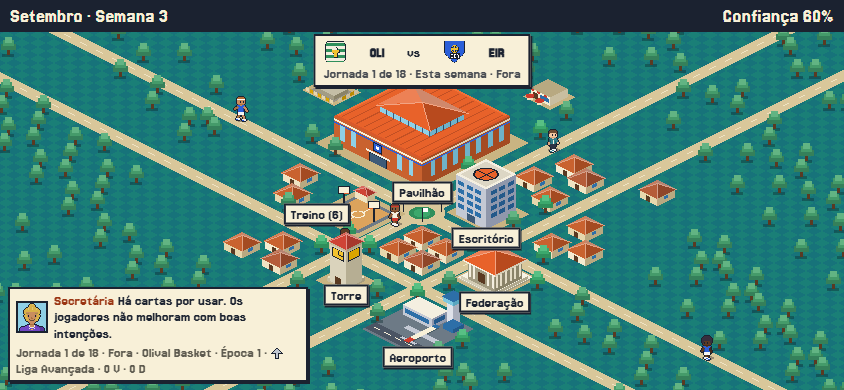 Setembro · Semana 3
Confiança 60%
OLI vs EIR
Jornada 1 de 18 · Esta semana · Fora
Pavilhão
Treino (6)
Escritório
Torre
Federação
Aeroporto
Secretária Há cartas por usar. Os
jogadores não melhoram com boas
intenções.
Jornada 1 de 18 · Fora · Olival Basket · Época 1 ·
Liga Avançada · 0 V · 0 D